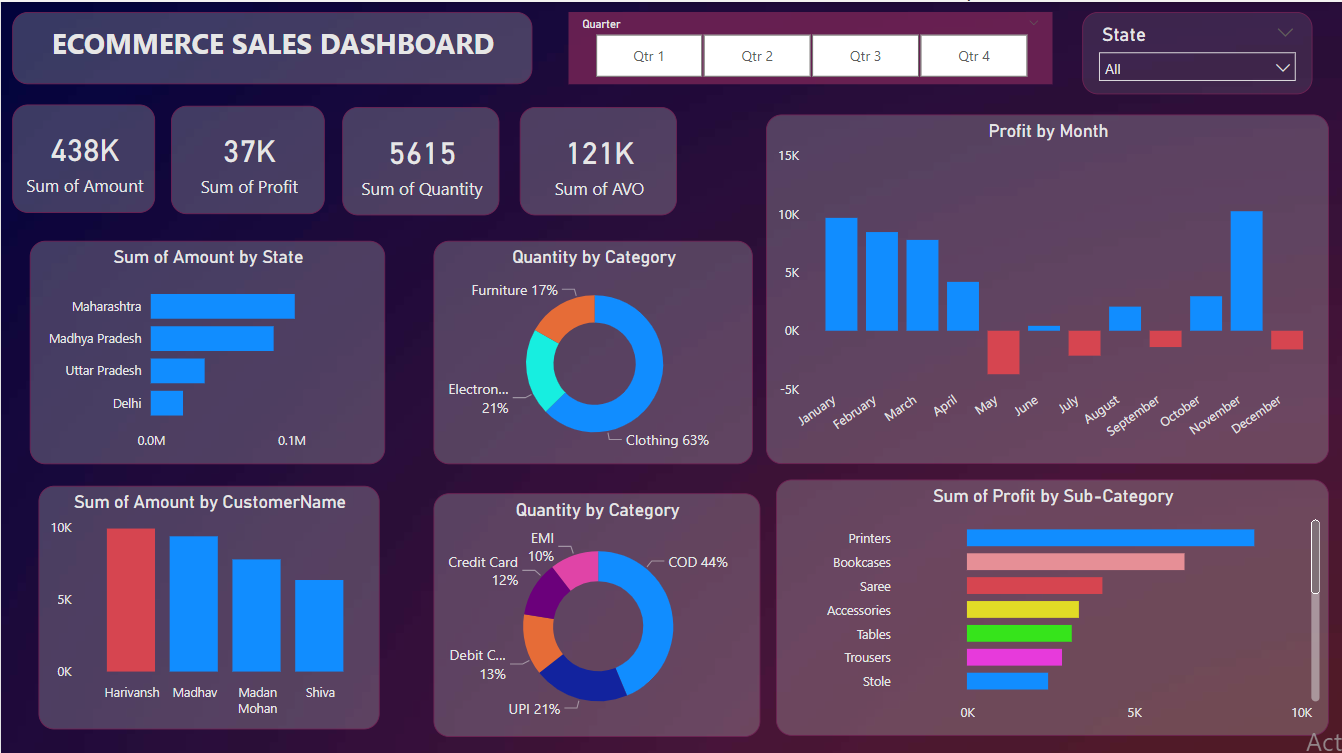 ECOMMERCE SALES DASHBOARD
Quarter
Qtr 1
Qtr 2
Qtr 3
Qtr 4
State
All
438K
Sum of Amount
37K
Sum of Profit
5615
Sum of Quantity
121K
Sum of AVO
Profit by Month
15K
10K
5K
0K
-5K
January
February
March
April
May
June
July
August
September
October
November
December
Sum of Amount by State
Maharashtra
Madhya Pradesh
Uttar Pradesh
Delhi
0.0M
0.1M
Quantity by Category
Furniture 17%
Electron...
21%
Clothing 63%
Sum of Amount by CustomerName
10K
5K
0K
Harivansh
Madhav
Madan
Mohan
Shiva
Quantity by Category
EMI
10%
Credit Card
12%
COD 44%
Debit C...
13%
UPI 21%
Sum of Profit by Sub-Category
Printers
Bookcases
Saree
Accessories
Tables
Trousers
Stole
0K
5K
10K
Act